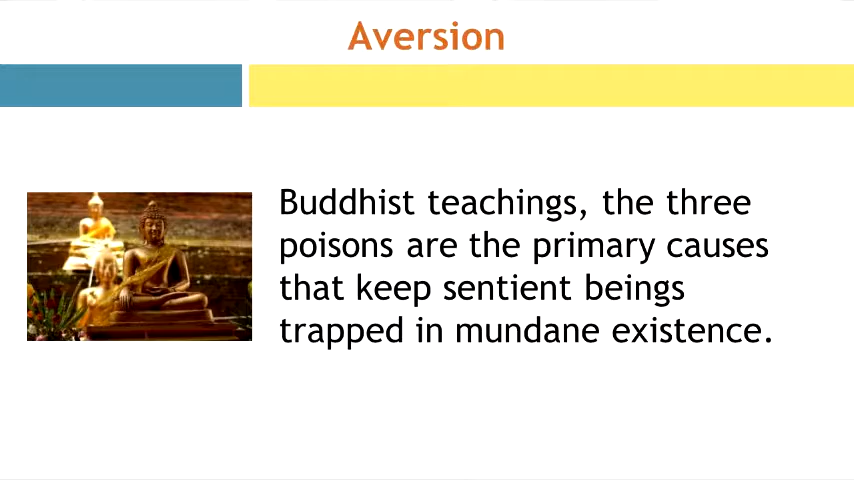 Aversion
Buddhist teachings, the three
poisons are the primary causes
that keep sentient beings
trapped in mundane existence.